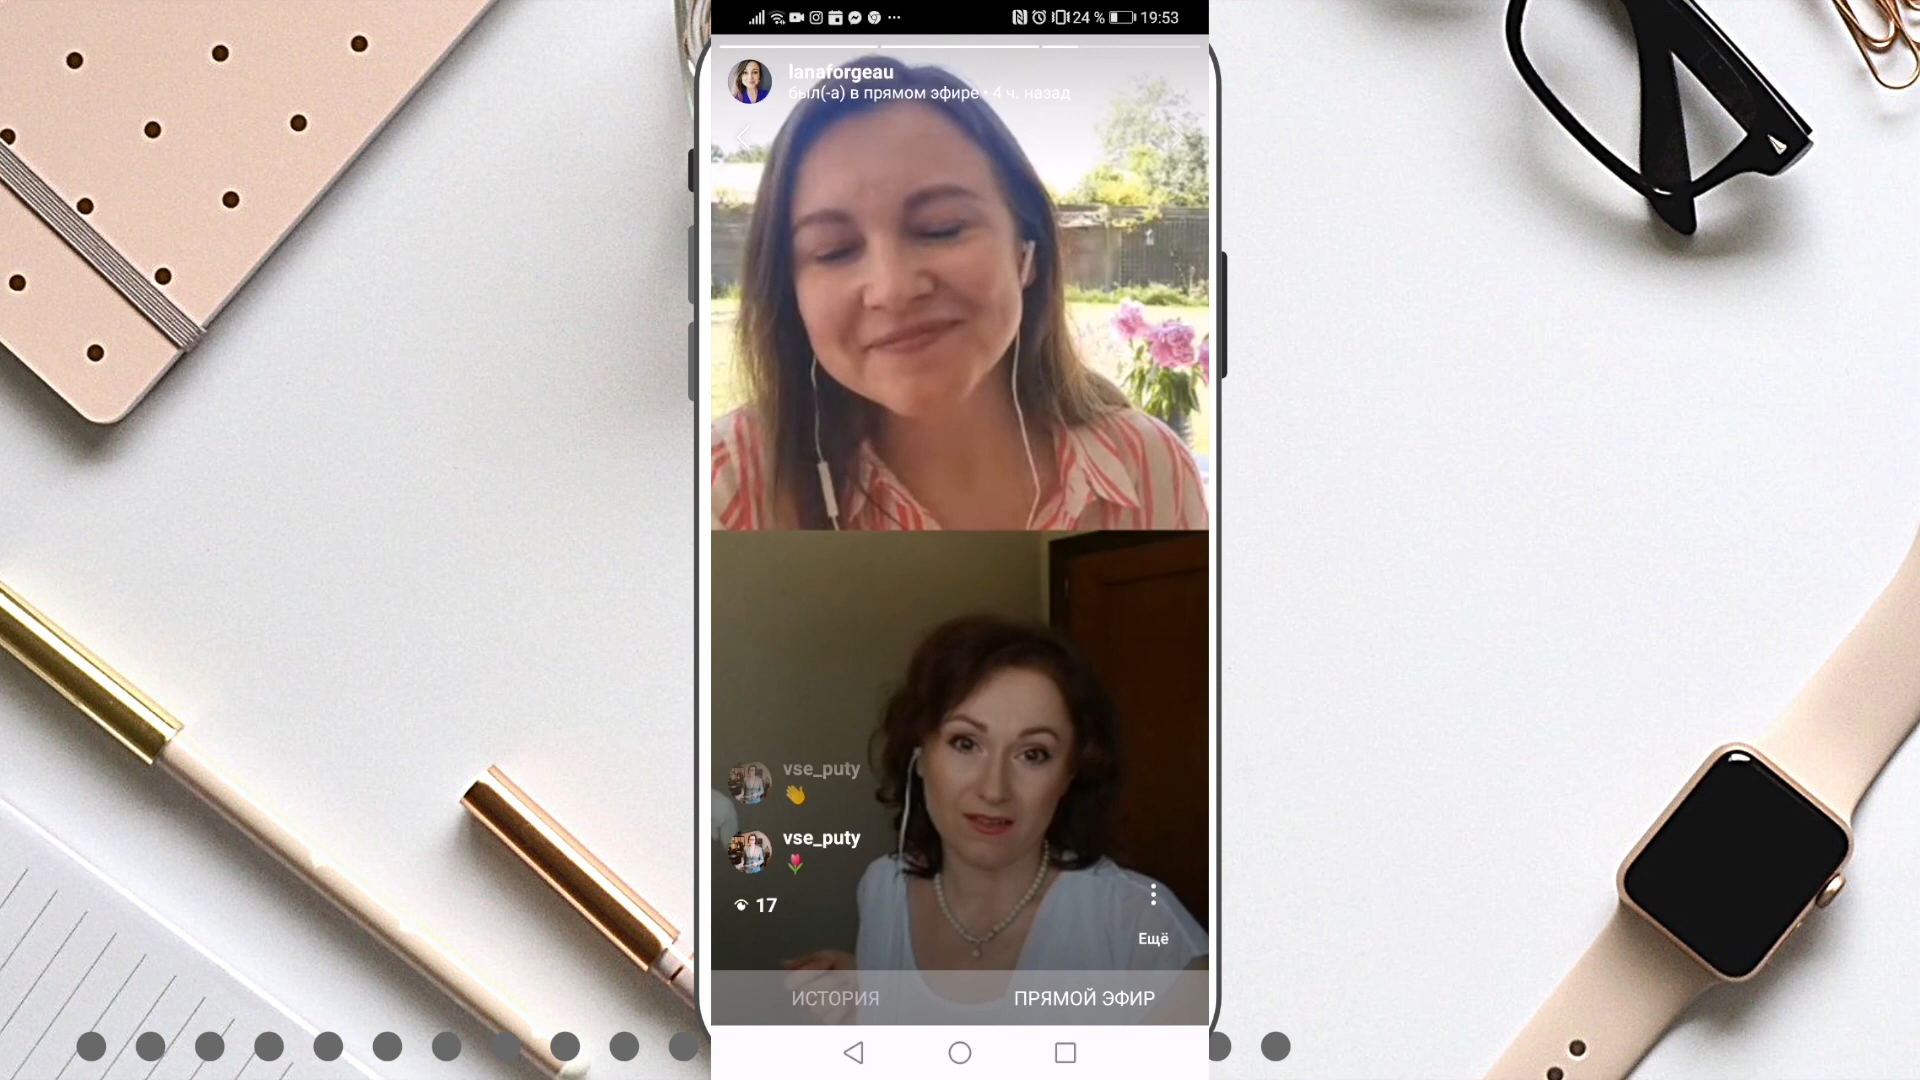 24 % 19:53
lanaforgeau
был(-а) в прямом эфире • 4 ч. назад
vse_puty
👋
vse_puty
🌷
17
Ещё
ИСТОРИЯ
ПРЯМОЙ ЭФИР